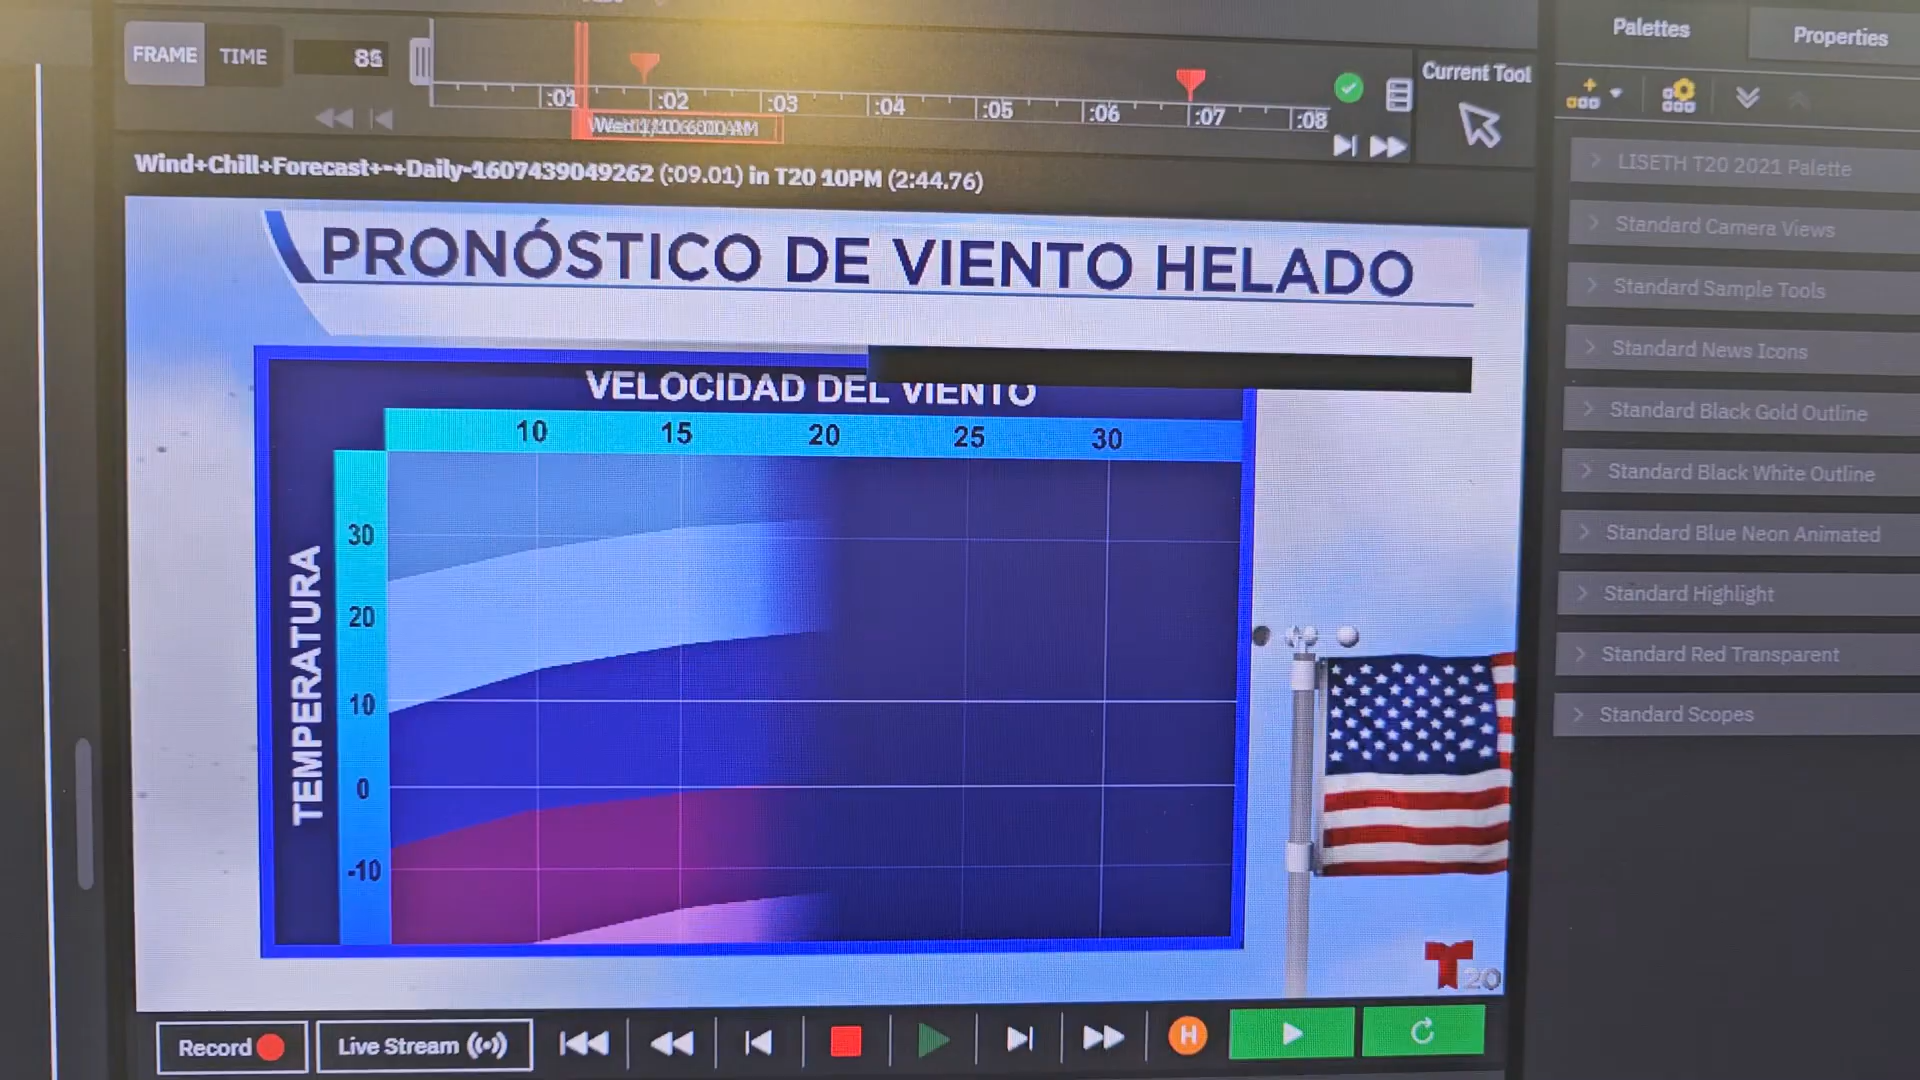 FRAME TIME
:01 :02 :03 :04 :05 :06 :07 :08
Current Tool
Palettes
Properties
Wind+Chill+Forecast+-+Daily-1607439049262 (:09.01) in T20 10PM (2:44.76)
PRONÓSTICO DE VIENTO HELADO
VELOCIDAD DEL VIENTO
10 15 20 25 30
TEMPERATURA
30
20
10
0
-10
T 20
LISETH T20 2021 Palette
Standard Camera Views
Standard Sample Tools
Standard News Icons
Standard Black Gold Outline
Standard Black White Outline
Standard Blue Neon Animated
Standard Highlight
Standard Red Transparent
Standard Scopes
Record
Live Stream
H